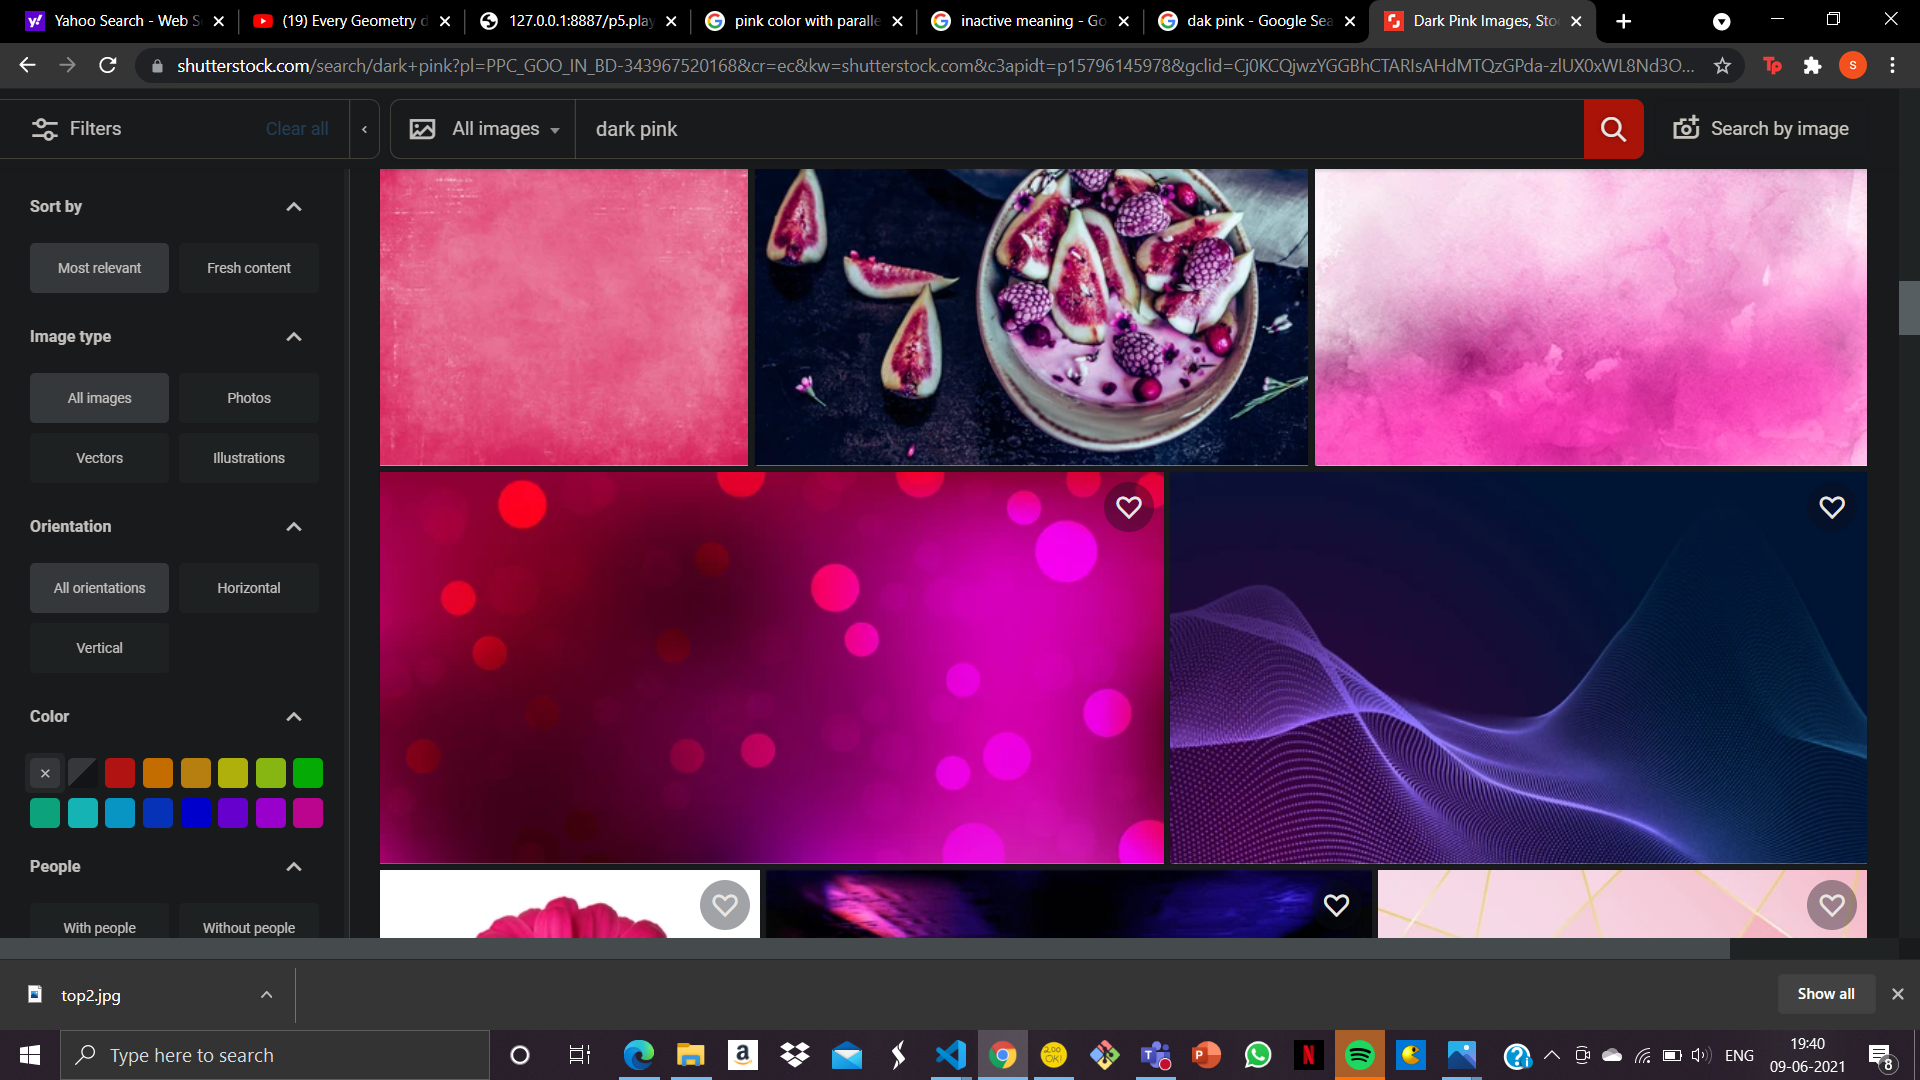 Yahoo Search - Web S
(19) Every Geometry d
127.0.0.1:8887/p5.play
pink color with paralle
inactive meaning - Go
dak pink - Google Sea
Dark Pink Images, Sto
shutterstock.com/search/dark+pink?pl=PPC_GOO_IN_BD-343967520168&cr=ec&kw=shutterstock.com&c3apidt=p15796145978&gclid=Cj0KCQjwzYGGBhCTARIsAHdMTQzGPda-zlUX0xWL8Nd3O...
Tp
s
Filters
Clear all
All images
dark pink
Search by image
Sort by
Most relevant
Fresh content
Image type
All images
Photos
Vectors
Illustrations
Orientation
All orientations
Horizontal
Vertical
Color
People
With people
Without people
top2.jpg
Show all
Type here to search
ENG
19:40
09-06-2021
8